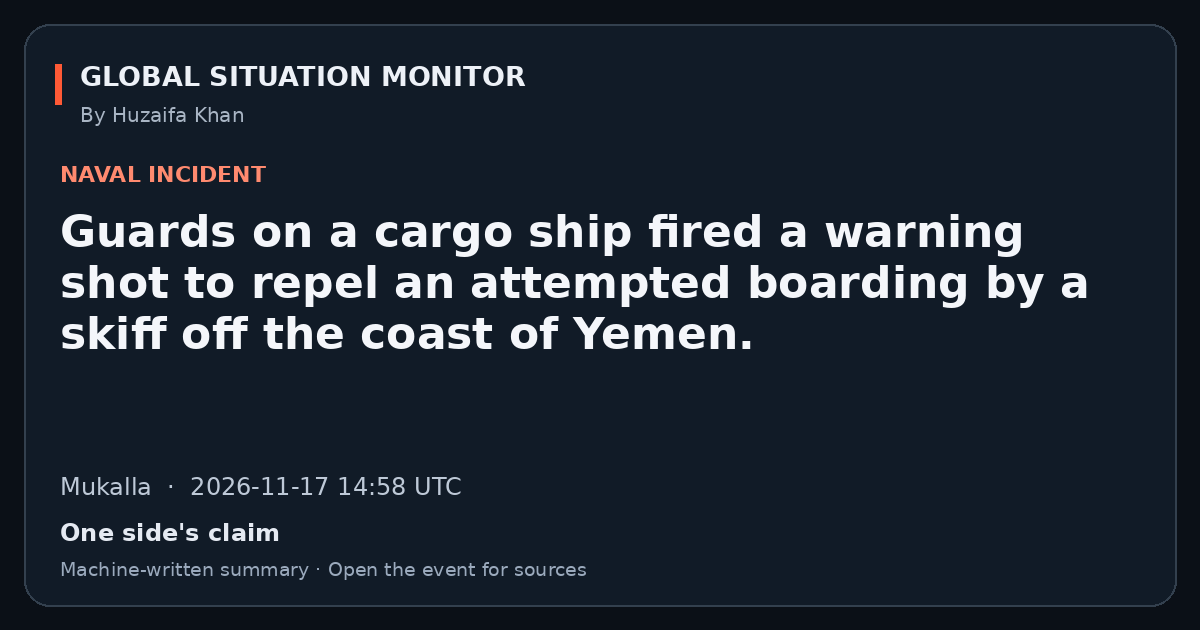 GLOBAL SITUATION MONITOR
By Huzaifa Khan
NAVAL INCIDENT
Guards on a cargo ship fired a warning
shot to repel an attempted boarding by a
skiff off the coast of Yemen.
Mukalla · 2026-11-17 14:58 UTC
One side's claim
Machine-written summary · Open the event for sources